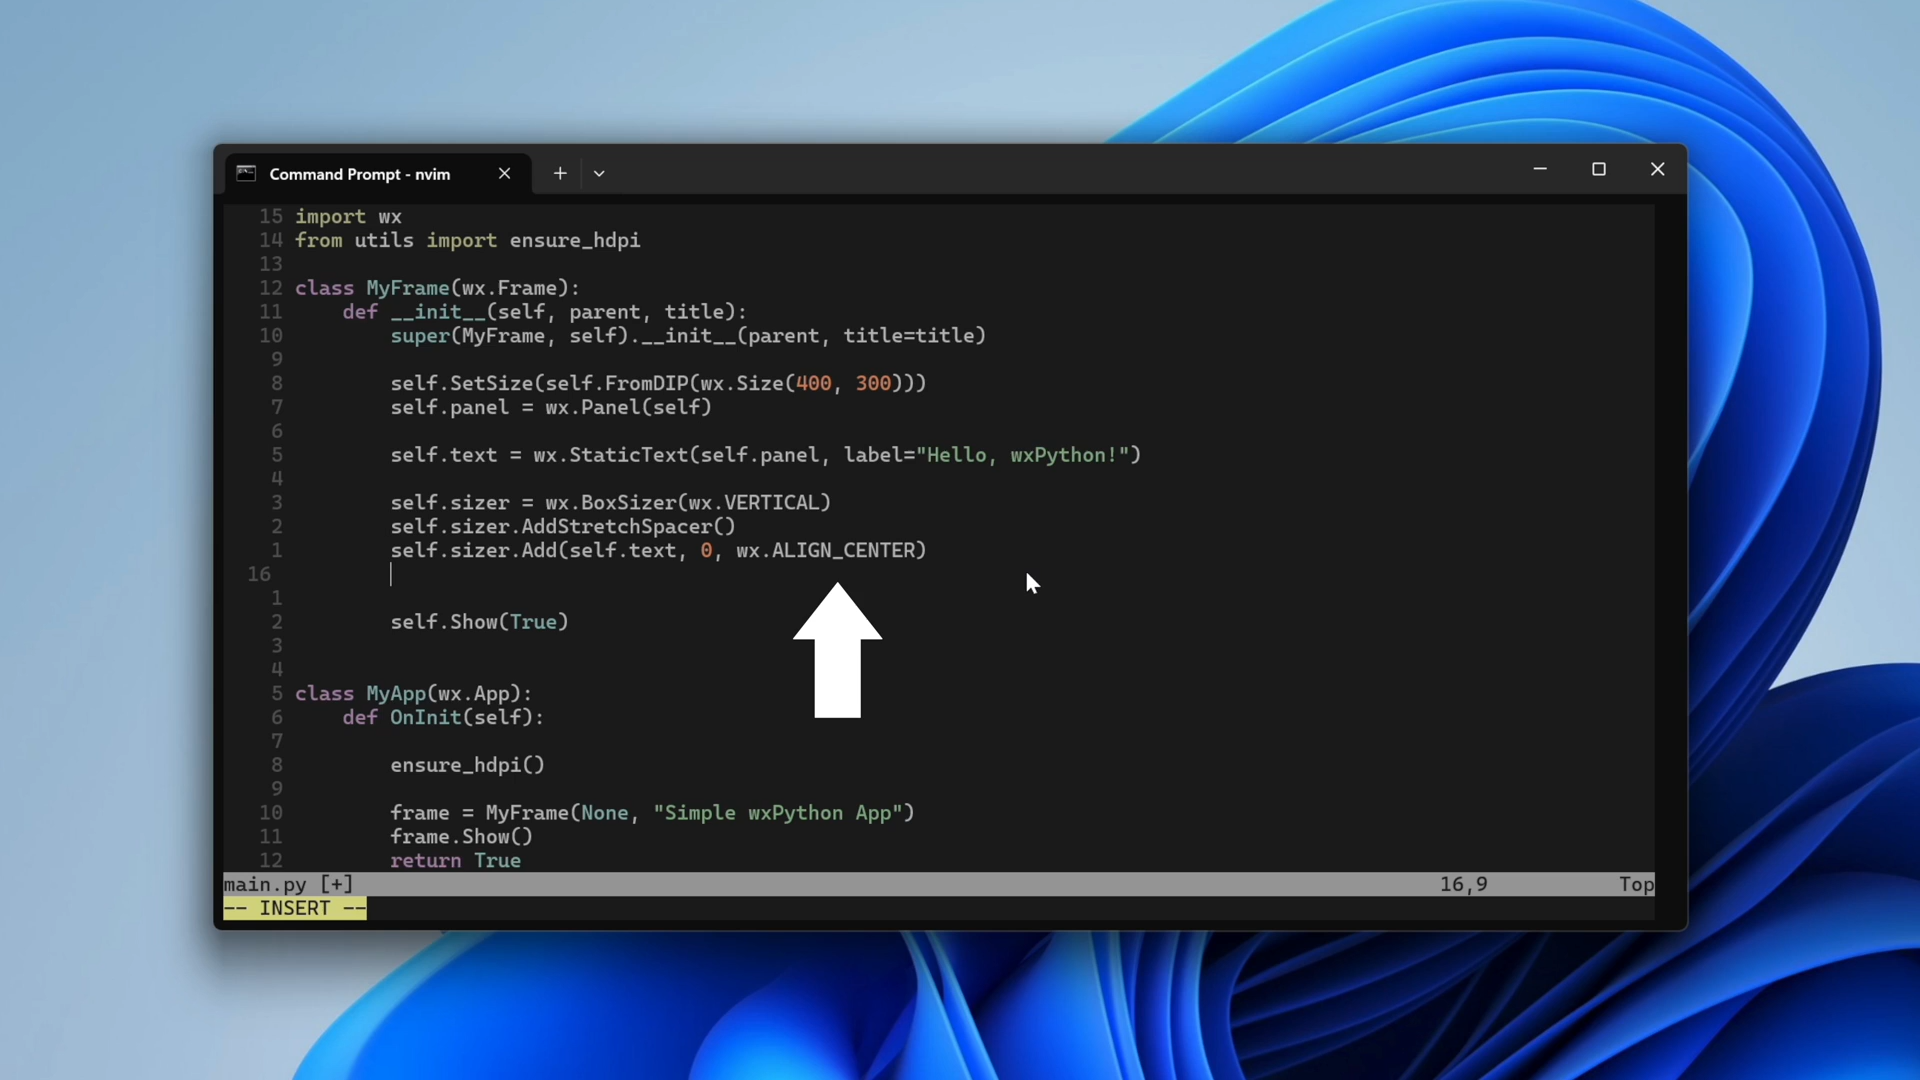 Command Prompt - nvim
15 import wx
14 from utils import ensure_hdpi
13
12 class MyFrame(wx.Frame):
11     def __init__(self, parent, title):
10         super(MyFrame, self).__init__(parent, title=title)
9
8         self.SetSize(self.FromDIP(wx.Size(400, 300)))
7         self.panel = wx.Panel(self)
6
5         self.text = wx.StaticText(self.panel, label="Hello, wxPython!")
4
3         self.sizer = wx.BoxSizer(wx.VERTICAL)
2         self.sizer.AddStretchSpacer()
1         self.sizer.Add(self.text, 0, wx.ALIGN_CENTER)
16
1
2         self.Show(True)
3
4
5 class MyApp(wx.App):
6     def OnInit(self):
7
8         ensure_hdpi()
9
10         frame = MyFrame(None, "Simple wxPython App")
11         frame.Show()
12         return True
main.py [+] 16,9 Top
-- INSERT --